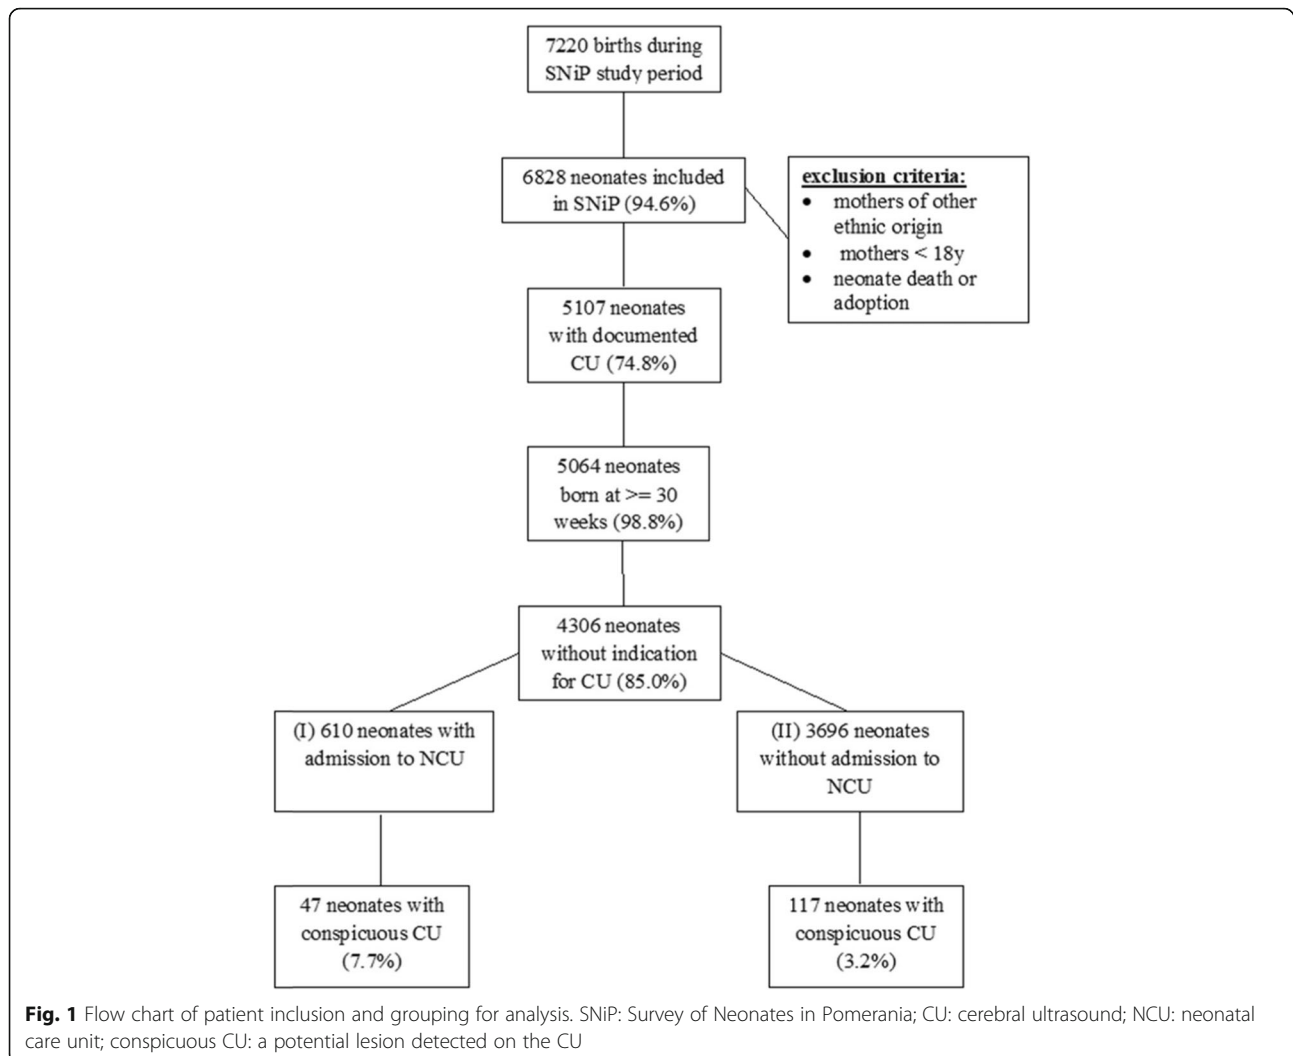 7220 births during
SNiP study period
6828 neonates included
in SNiP (94.6%)
exclusion criteria:
• mothers of other
ethnic origin
• mothers < 18y
• neonate death or
adoption
5107 neonates
with documented
CU (74.8%)
5064 neonates
born at >= 30
weeks (98.8%)
4306 neonates
without indication
for CU (85.0%)
(I) 610 neonates with
admission to NCU
(II) 3696 neonates
without admission to
NCU
47 neonates with
conspicuous CU
(7.7%)
117 neonates with
conspicuous CU
(3.2%)
Fig. 1 Flow chart of patient inclusion and grouping for analysis. SNiP: Survey of Neonates in Pomerania; CU: cerebral ultrasound; NCU: neonatal
care unit; conspicuous CU: a potential lesion detected on the CU